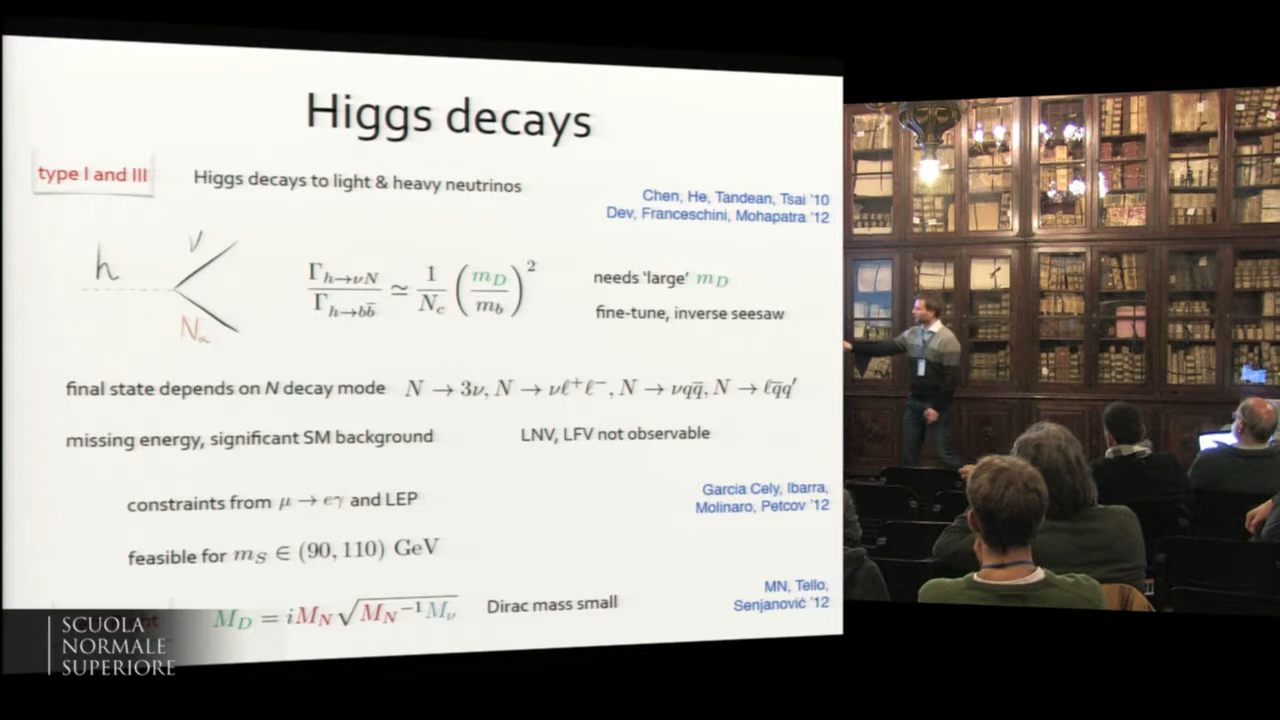 Higgs decays
type I and III
Higgs decays to light & heavy neutrinos
Chen, He, Tandean, Tsai '10
Dev, Franceschini, Mohapatra '12
h
ν
N_α
Γ_{h→νN} / Γ_{h→bb̄} ≃ 1/N_c (m_D/m_b)^2
needs 'large' m_D
fine-tune, inverse seesaw
final state depends on N decay mode N → 3ν, N → νℓ⁺ℓ⁻, N → νqq̄, N → ℓq̄q′
missing energy, significant SM background
LNV, LFV not observable
constraints from μ → eγ and LEP
Garcia Cely, Ibarra,
Molinaro, Petcov '12
feasible for m_S ∈ (90, 110) GeV
MN, Tello,
Senjanović '12
M_D = iM_N √(M_N⁻¹M_ν)
Dirac mass small
SCUOLA
NORMALE
SUPERIORE